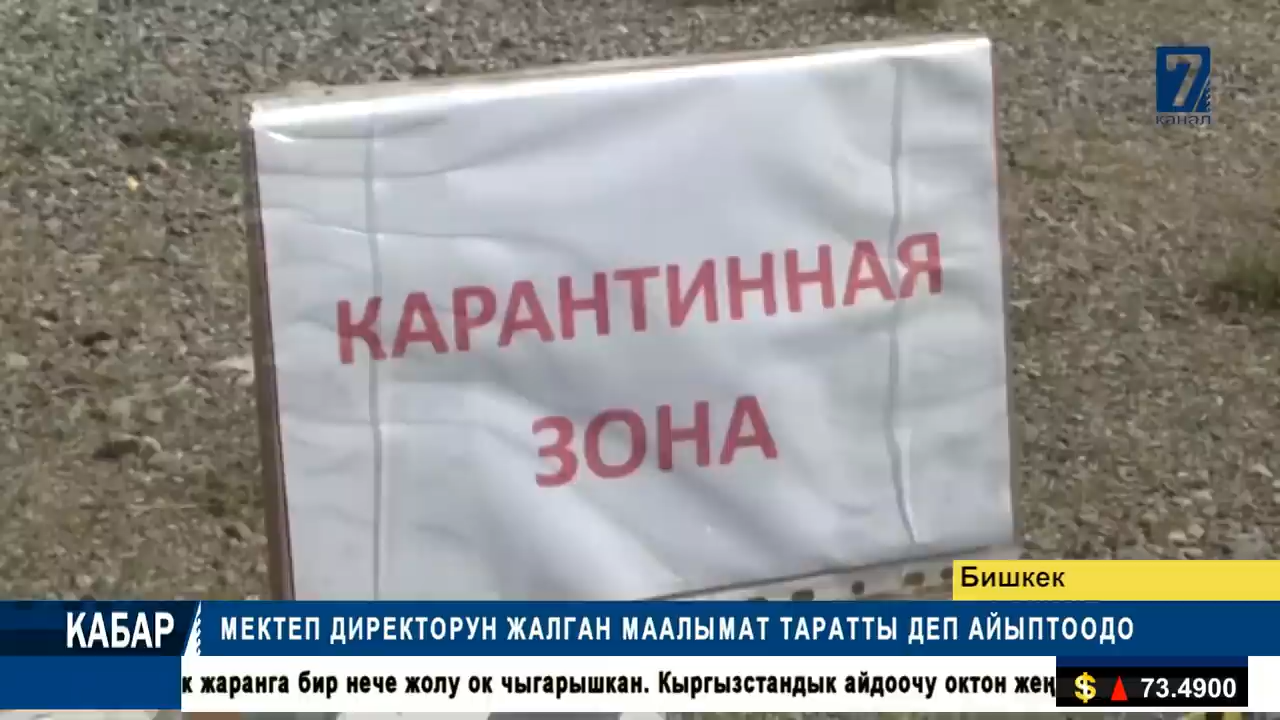 7
канал
КАРАНТИННАЯ
ЗОНА
Бишкек
КАБАР
МЕКТЕП ДИРЕКТОРУН ЖАЛГАН МААЛЫМАТ ТАРАТТЫ ДЕП АЙЫПТООДО
к жаранга бир нече жолу ок чыгарышкан. Кыргызстандык айдоочу октон жең
$ ▲ 73.4900